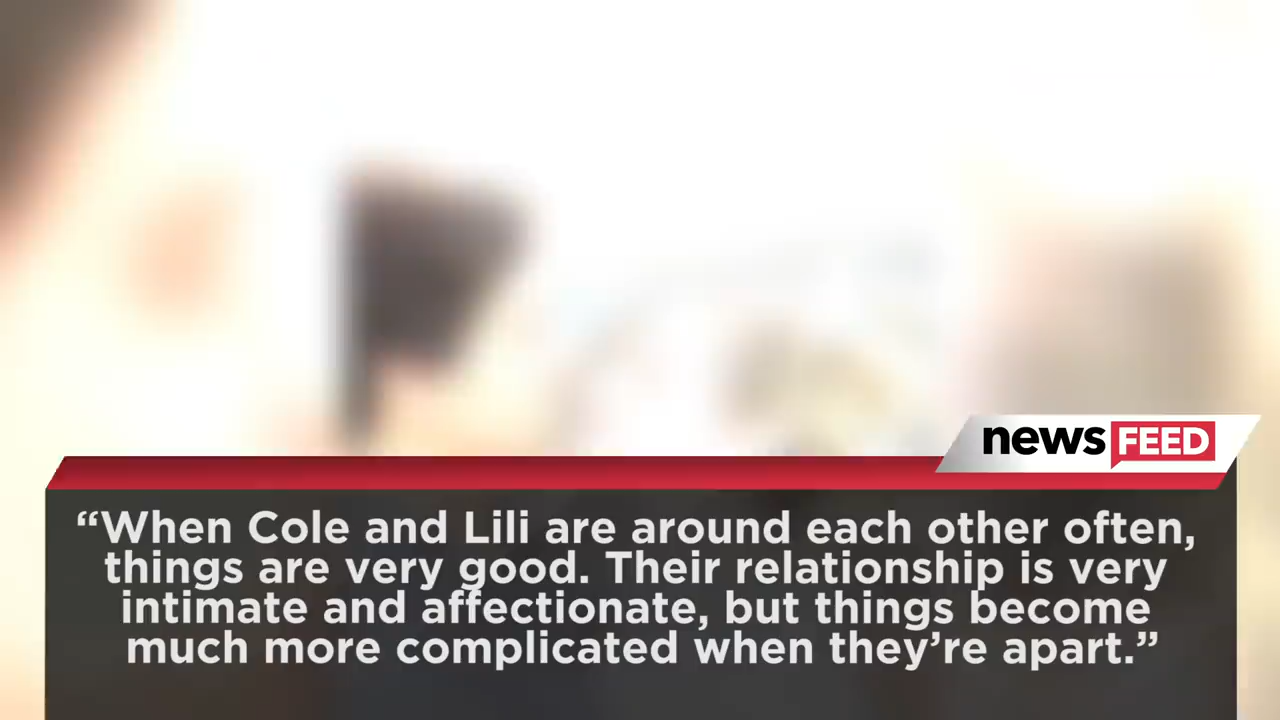 newsFEED
“When Cole and Lili are around each other often,
things are very good. Their relationship is very
intimate and affectionate, but things become
much more complicated when they’re apart.”